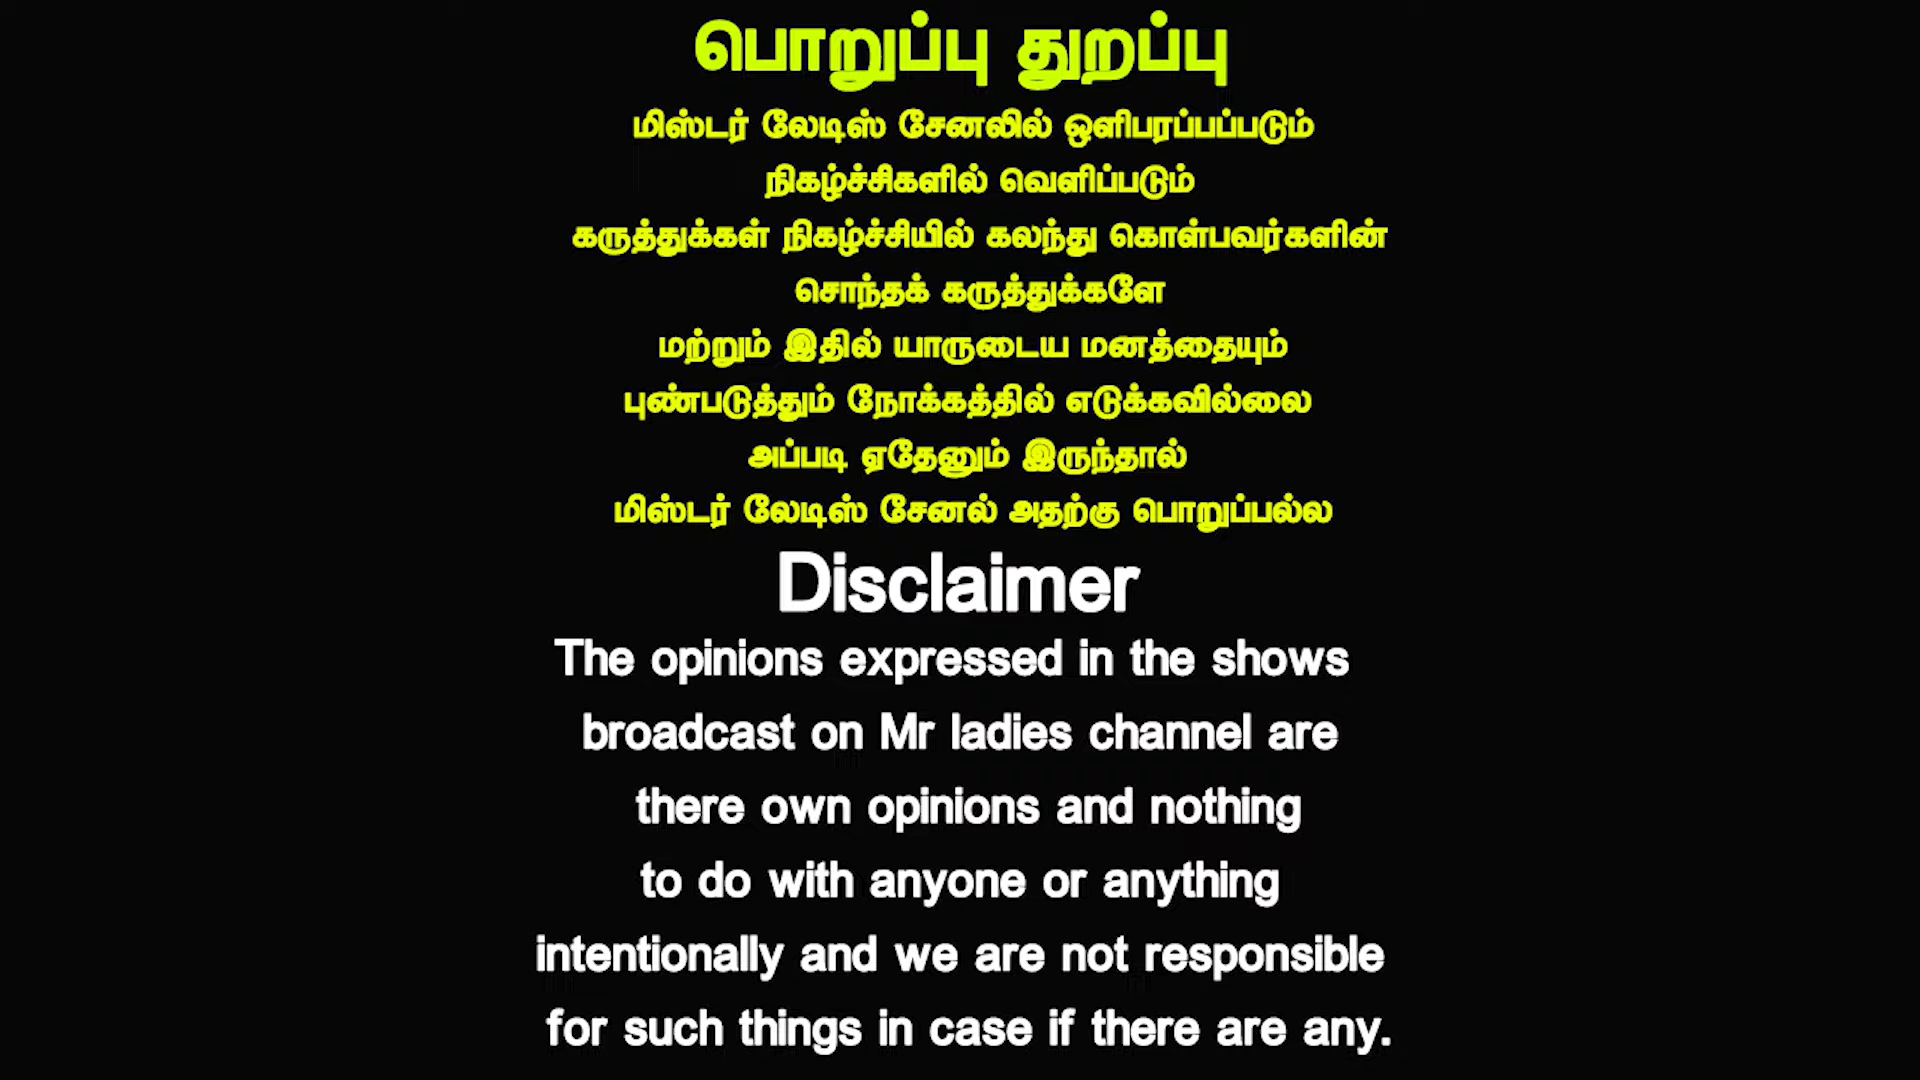 பொறுப்பு துறப்பு
மிஸ்டர் லேடிஸ் சேனலில் ஒளிபரப்பப்படும்
நிகழ்ச்சிகளில் வெளிப்படும்
கருத்துக்கள் நிகழ்ச்சியில் கலந்து கொள்பவர்களின்
சொந்தக் கருத்துக்களே
மற்றும் இதில் யாருடைய மனத்தையும்
புண்படுத்தும் நோக்கத்தில் எடுக்கவில்லை
அப்படி ஏதேனும் இருந்தால்
மிஸ்டர் லேடிஸ் சேனல் அதற்கு பொறுப்பல்ல
Disclaimer
The opinions expressed in the shows
broadcast on Mr ladies channel are
there own opinions and nothing
to do with anyone or anything
intentionally and we are not responsible
for such things in case if there are any.